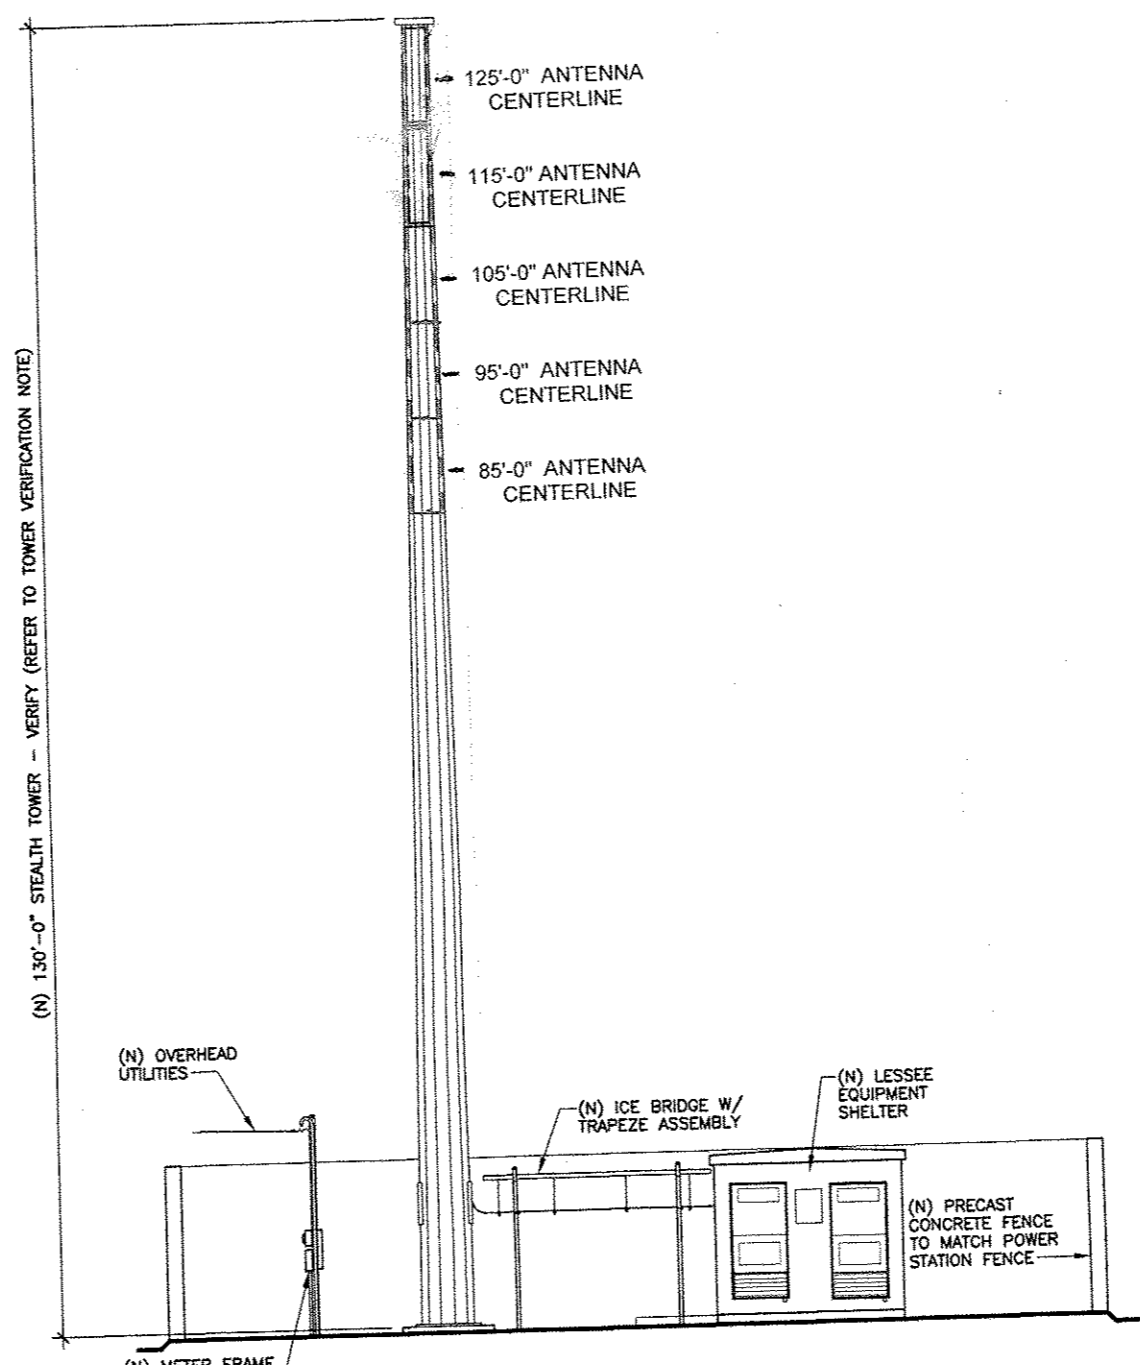 125'-0" ANTENNA
CENTERLINE
115'-0" ANTENNA
CENTERLINE
105'-0" ANTENNA
CENTERLINE
95'-0" ANTENNA
CENTERLINE
85'-0" ANTENNA
CENTERLINE
(N) 130'-0" STEALTH TOWER - VERIFY (REFER TO TOWER VERIFICATION NOTE)
(N) OVERHEAD
UTILITIES
(N) ICE BRIDGE W/
TRAPEZE ASSEMBLY
(N) LESSEE
EQUIPMENT
SHELTER
(N) PRECAST
CONCRETE FENCE
TO MATCH POWER
STATION FENCE
(N) METER FRAME